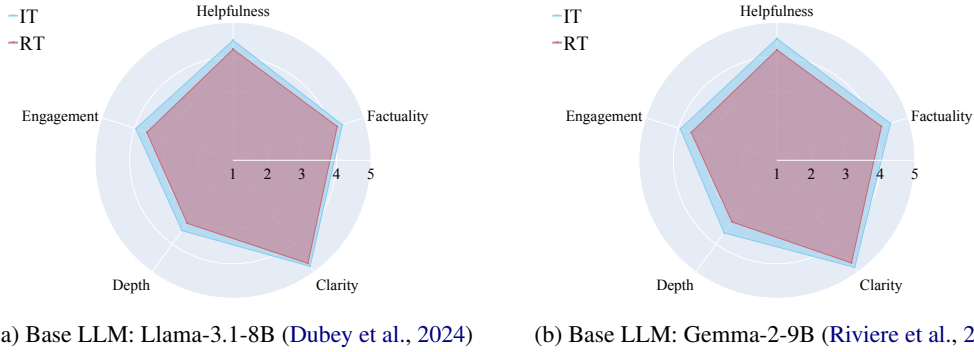 IT
RT
Helpfulness
Engagement
Factuality
1 2 3 4 5
Depth
Clarity
a) Base LLM: Llama-3.1-8B (Dubey et al., 2024)
IT
RT
Helpfulness
Engagement
Factuality
1 2 3 4 5
Depth
Clarity
(b) Base LLM: Gemma-2-9B (Riviere et al., 2